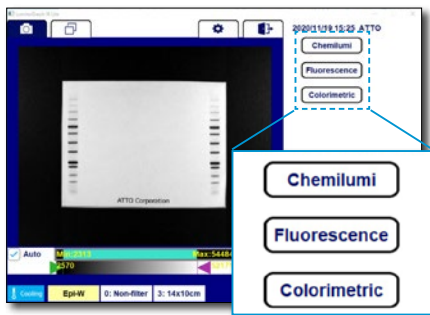 2020/11/19 15:25 ATTO
Chemilumi
Fluorescence
Colorimetric
ATTO Corporation
Auto
Min:2313
Max:54484
2570
Cooling
Epi-W
0: Non-filter
3: 14x10cm
Chemilumi
Fluorescence
Colorimetric